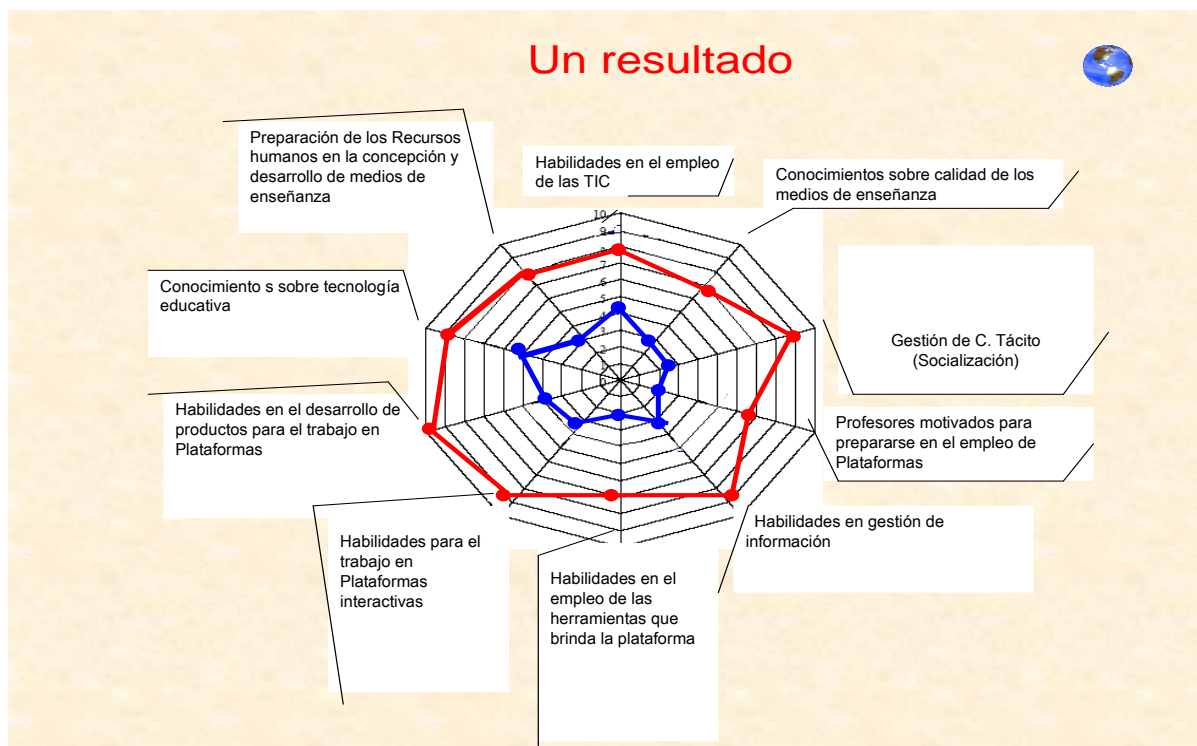 Un resultado
Preparación de los Recursos
humanos en la concepción y
desarrollo de medios de
enseñanza
Habilidades en el empleo
de las TIC
Conocimientos sobre calidad de los
medios de enseñanza
Conocimiento s sobre tecnología
educativa
Gestión de C. Tácito
(Socialización)
Habilidades en el desarrollo de
productos para el trabajo en
Plataformas
Profesores motivados para
prepararse en el empleo de
Plataformas
Habilidades para el
trabajo en
Plataformas
interactivas
Habilidades en el
empleo de las
herramientas que
brinda la plataforma
Habilidades en gestión de
información
10
9
8
7
6
5
4
3
2
1
0